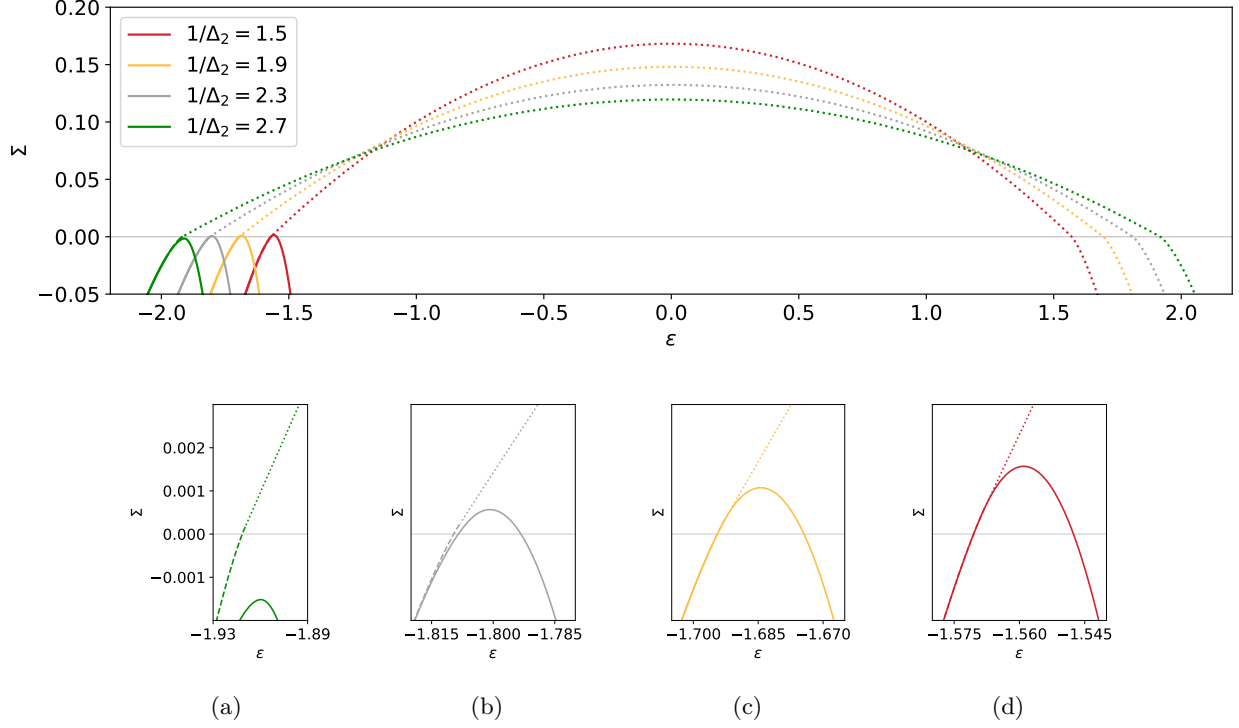 0.20
0.15
0.10
0.05
0.00
−0.05
Σ
1/Δ₂ = 1.5
1/Δ₂ = 1.9
1/Δ₂ = 2.3
1/Δ₂ = 2.7
−2.0 −1.5 −1.0 −0.5 0.0 0.5 1.0 1.5 2.0
ε
0.002
0.001
0.000
−0.001
Σ
−1.93 −1.89
ε
Σ
−1.815 −1.800 −1.785
ε
Σ
−1.700 −1.685 −1.670
ε
Σ
−1.575 −1.560 −1.545
ε
(a) (b) (c) (d)